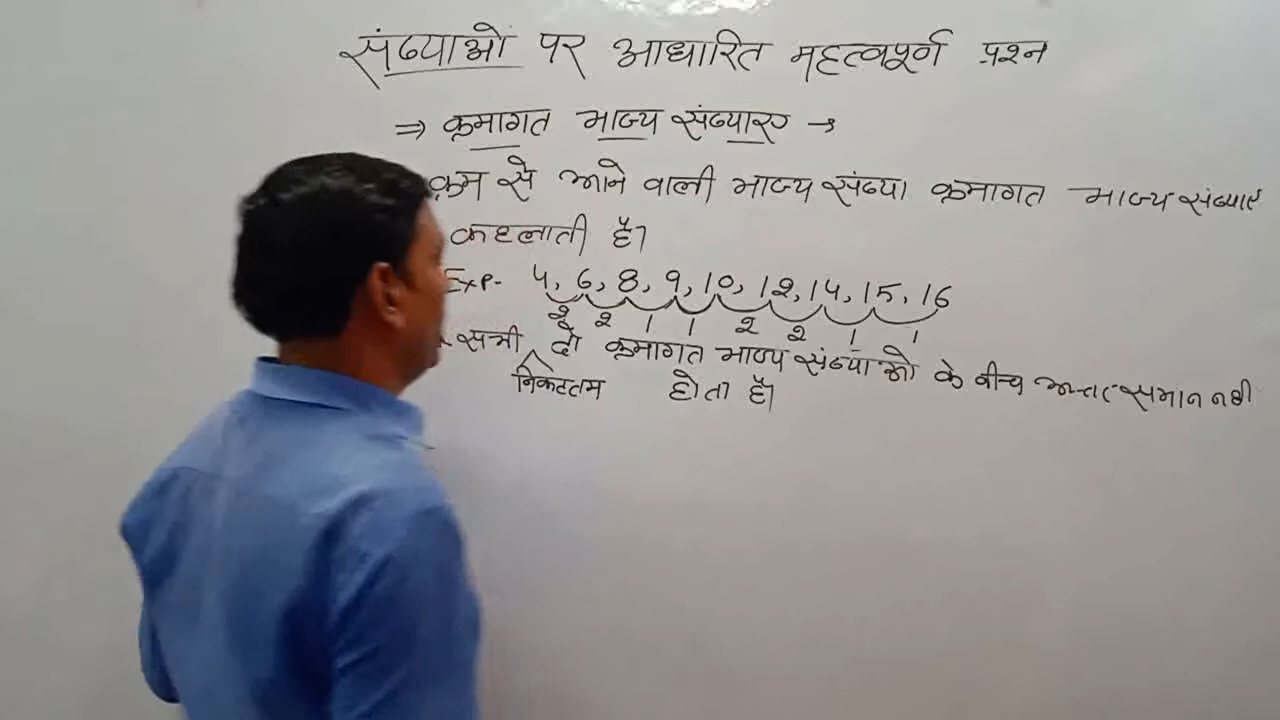 संख्याओं पर आधारित महत्वपूर्ण प्रश्न
⇒ क्रमागत भाज्य संख्याए →
क्रम से आने वाली भाज्य संख्या क्रमागत भाज्य संख्याए
कहलाती है।
Exp- 4, 6, 8, 9, 10, 12, 14, 15, 16
2 2 1 1 2 2 1 1
सभी दो क्रमागत भाज्य संख्याओ के बीच अन्तर समान नही
निकटतम होता है।